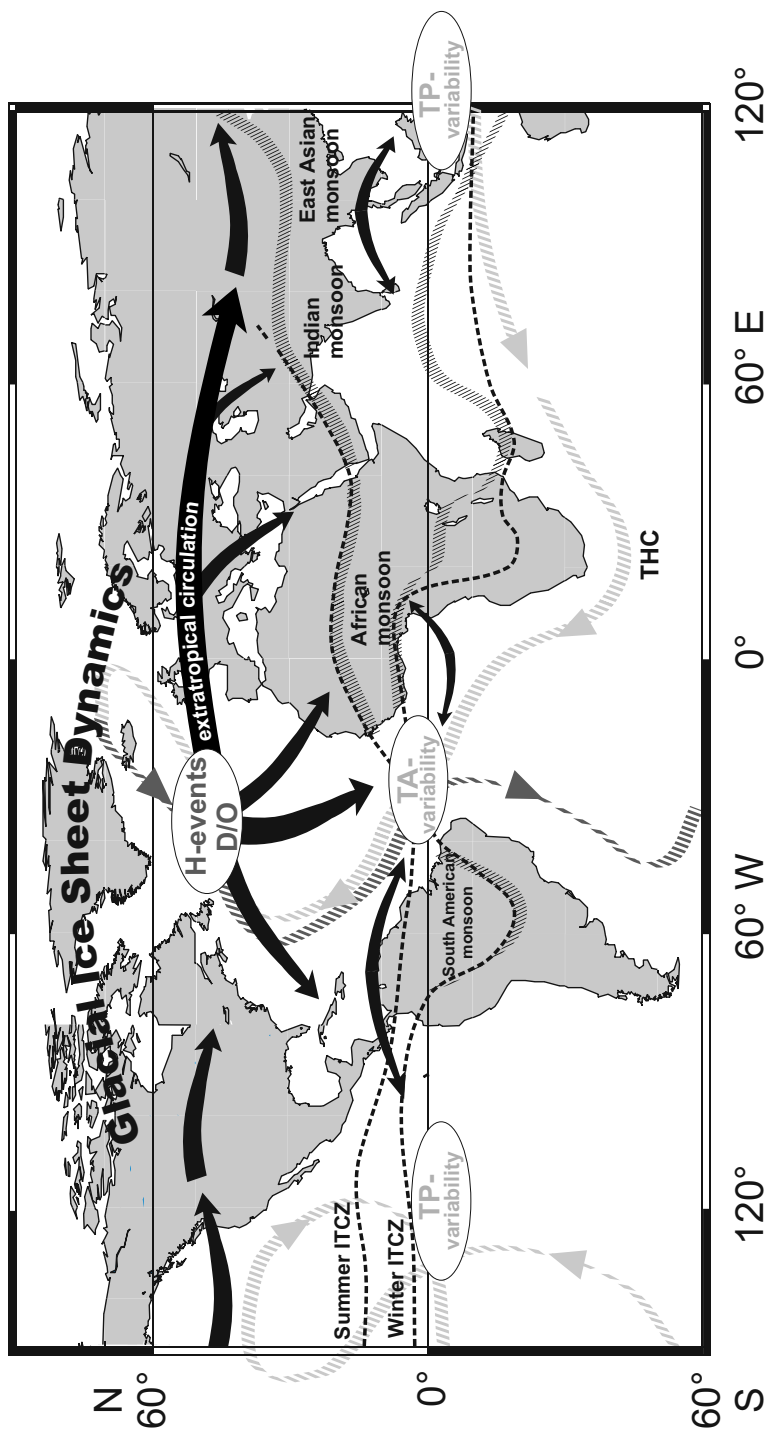 Glacial Ice Sheet Dynamics
N
60°
0°
60°
S
H-events
D/O
extratropical circulation
East Asian
monsoon
Indian
monsoon
African
monsoon
South American
monsoon
Summer ITCZ
Winter ITCZ
TP-
variability
TA-
variability
TP-
variability
THC
120°
60° W
0°
60° E
120°